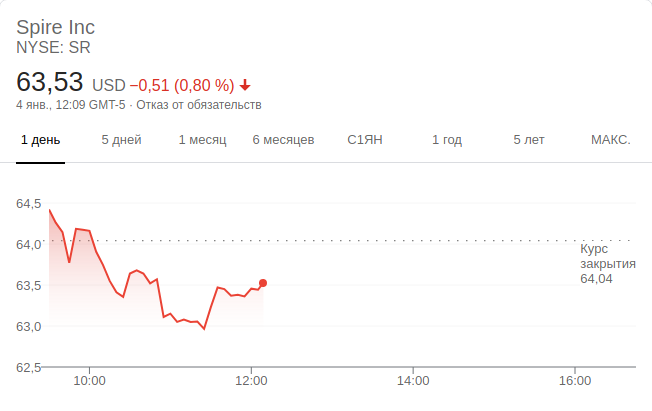 Spire Inc
NYSE: SR
63,53 USD −0,51 (0,80 %)
4 янв., 12:09 GMT-5 · Отказ от обязательств
1 день 5 дней 1 месяц 6 месяцев С1ЯН 1 год 5 лет МАКС.
64,5
64,0
63,5
63,0
62,5
Курс
закрытия
64,04
10:00 12:00 14:00 16:00